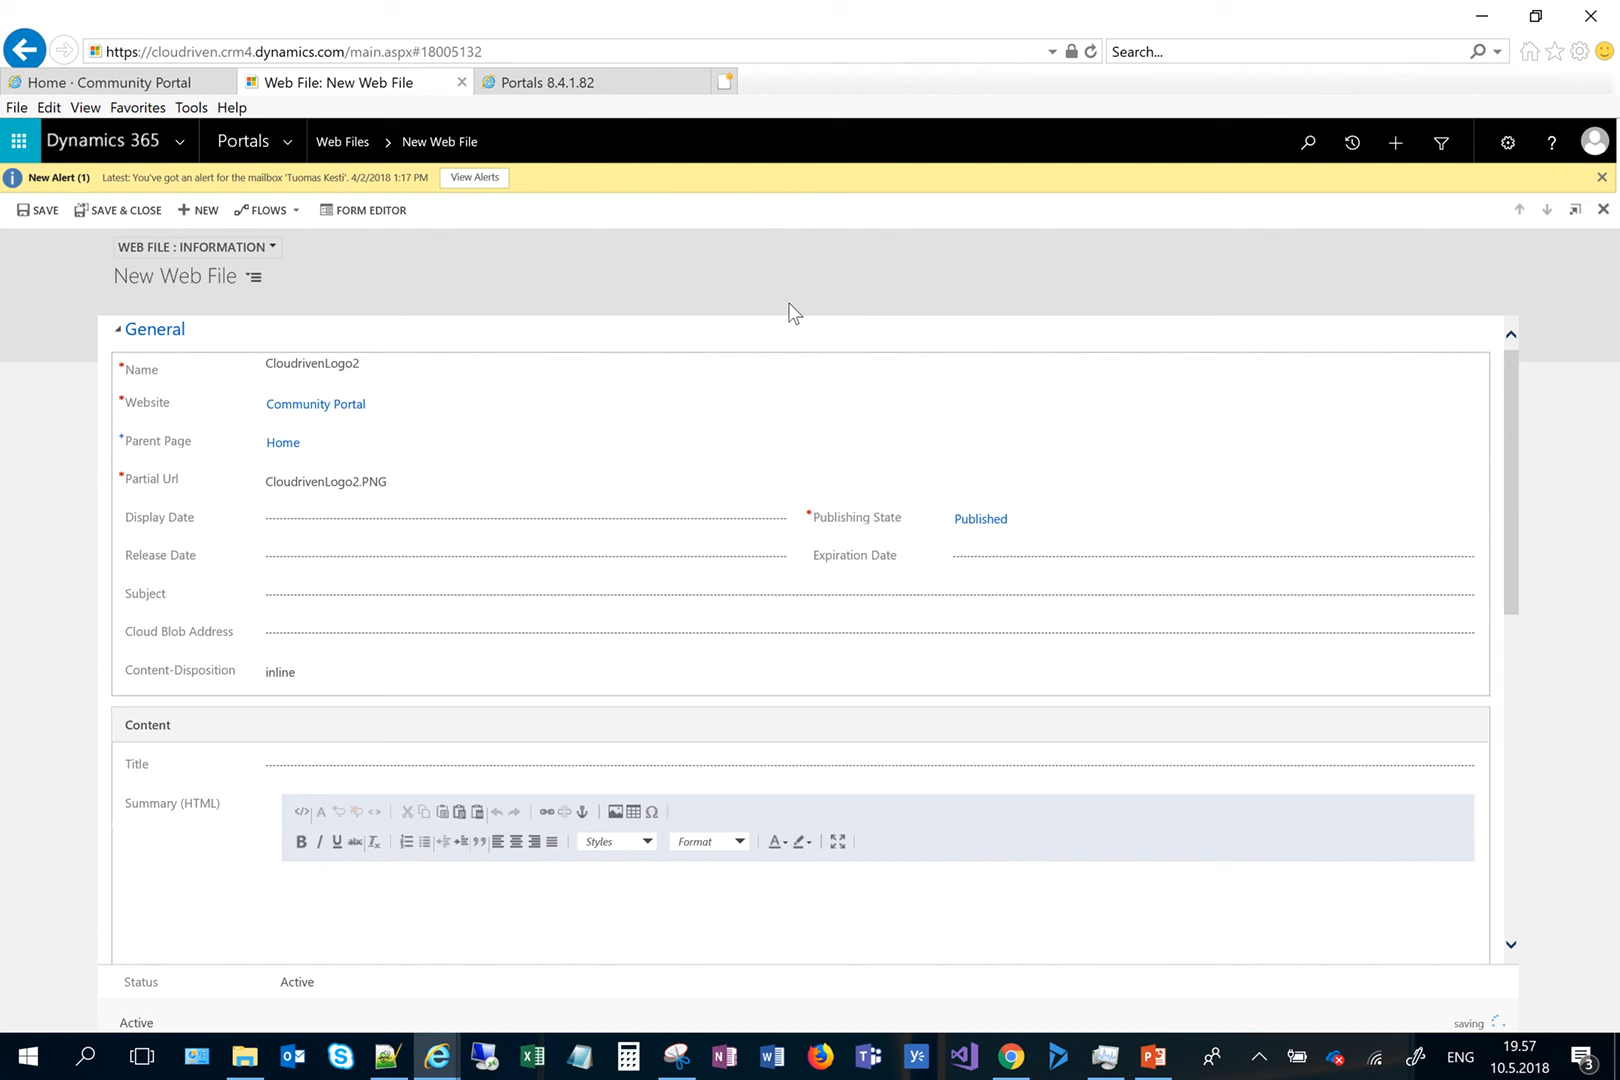 https://cloudriven.crm4.dynamics.com/main.aspx#18005132
Search...
Home · Community Portal
Web File: New Web File
Portals 8.4.1.82
File Edit View Favorites Tools Help
Dynamics 365
Portals
Web Files
New Web File
New Alert (1)
Latest: You've got an alert for the mailbox 'Tuomas Kesti'. 4/2/2018 1:17 PM
View Alerts
SAVE
SAVE & CLOSE
NEW
FLOWS
FORM EDITOR
WEB FILE : INFORMATION
New Web File
General
*Name CloudrivenLogo2
*Website Community Portal
*Parent Page Home
*Partial Url CloudrivenLogo2.PNG
Display Date
*Publishing State Published
Release Date
Expiration Date
Subject
Cloud Blob Address
Content-Disposition inline
Content
Title
Summary (HTML)
Styles
Format
Status Active
Active
saving
ENG
19.57
10.5.2018
3